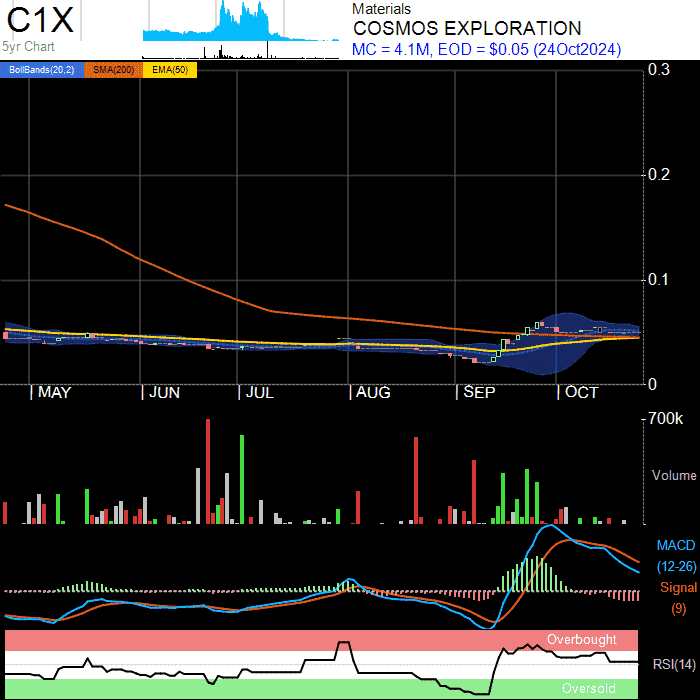 C1X
5yr Chart
Materials
COSMOS EXPLORATION
MC = 4.1M, EOD = $0.05 (24Oct2024)
BollBands(20,2) SMA(200) EMA(50)
0.3
0.2
0.1
0
MAY JUN JUL AUG SEP OCT
700k
Volume
MACD
(12-26)
Signal
(9)
Overbought
RSI(14)
Oversold